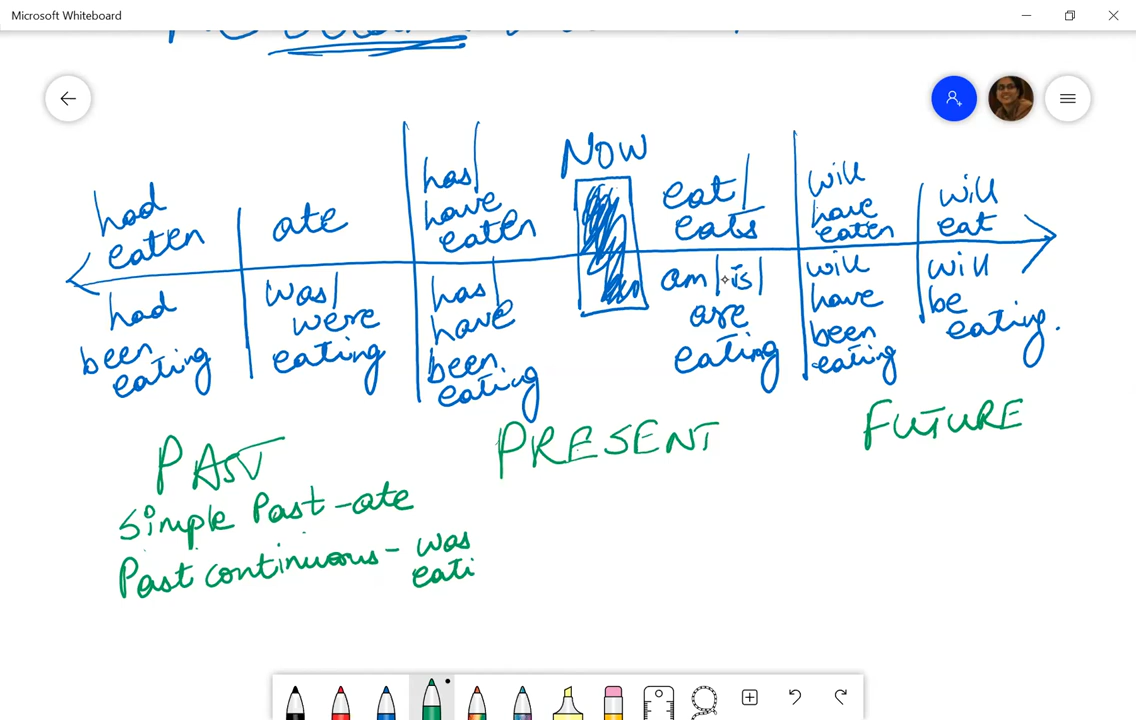 Microsoft Whiteboard
NOW
had
eaten
ate
has/
have
eaten
eat/
eats
will
have
eaten
will
eat
had
been
eating
was/
were
eating
has/
have
been
eating
am/is/
are
eating
will
have
been
eating
will
be
eating.
PAST
PRESENT
FUTURE
Simple Past - ate
Past continuous - was
eati